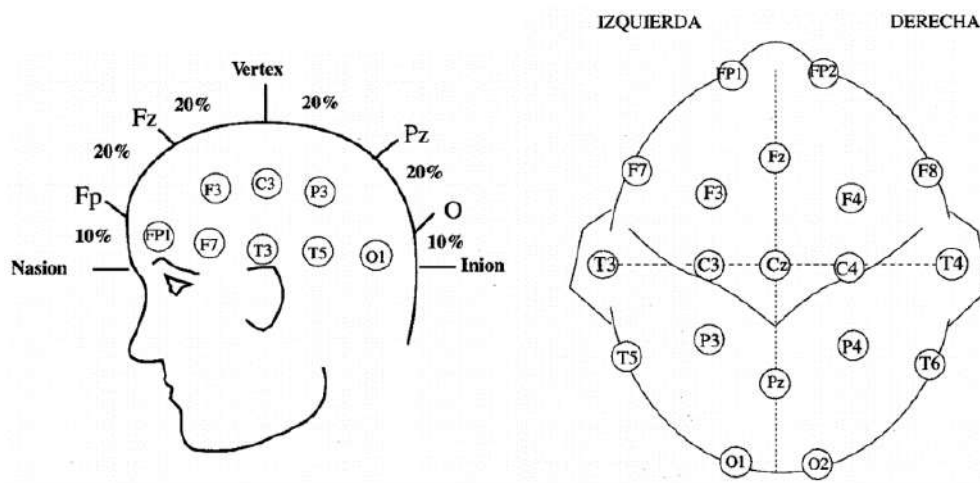 Vertex
20%
20%
Fz
Pz
20%
20%
F3
C3
P3
Fp
O
10%
10%
FP1
F7
T3
T5
O1
Nasion
Inion
IZQUIERDA
DERECHA
FP1
FP2
Fz
F7
F8
F3
F4
T3
C3
Cz
C4
T4
P3
P4
T5
T6
Pz
O1
O2